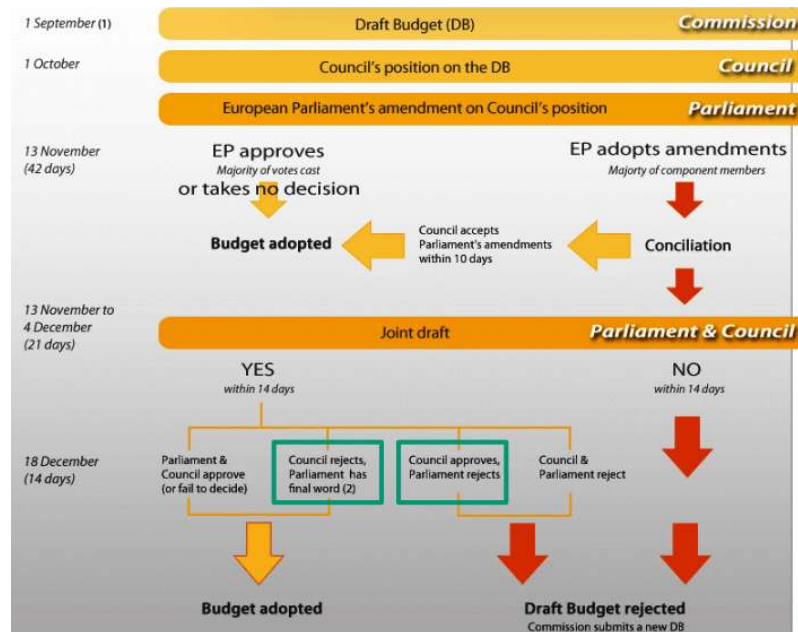 1 September (1)
Draft Budget (DB)
Commission
1 October
Council's position on the DB
Council
European Parliament's amendment on Council's position
Parliament
13 November
(42 days)
EP approves
Majority of votes cast
or takes no decision
EP adopts amendments
Majorty of component members
Budget adopted
Council accepts
Parliament's amendments
within 10 days
Conciliation
13 November to
4 December
(21 days)
Joint draft
Parliament & Council
YES
within 14 days
NO
within 14 days
18 December
(14 days)
Parliament &
Council approve
(or fail to decide)
Council rejects,
Parliament has
final word (2)
Council approves,
Parliament rejects
Council &
Parliament reject
Budget adopted
Draft Budget rejected
Commission submits a new DB